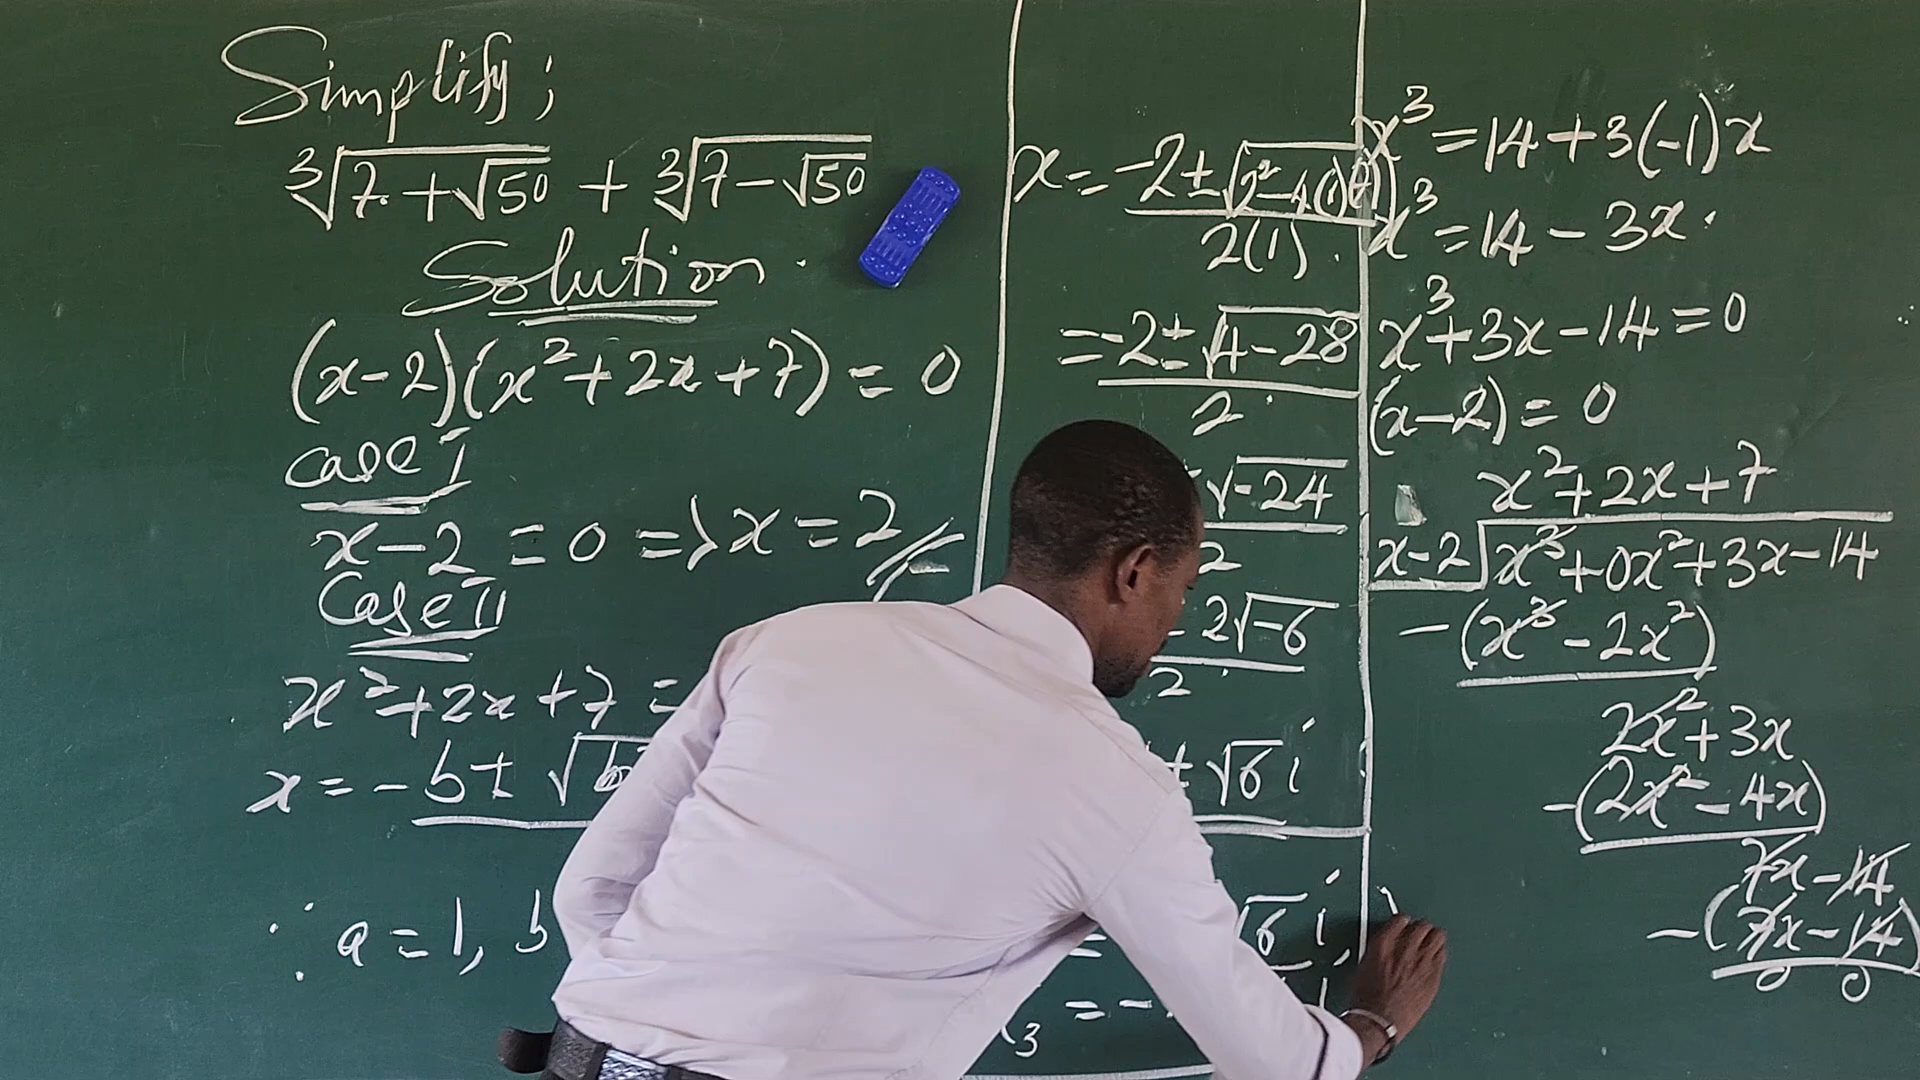 Simplify;
∛(7+√50) + ∛(7-√50)
Solution.
(x-2)(x²+2x+7) = 0
case I
x-2 = 0 => x = 2
Case II
x²+2x+7 =
x = -b±√b²
∴ a = 1, b
x = (-2±√(2²-4(1)(7)))/2(1).
= (-2±√(4-28))/2
√-24
2
2√-6
2
± √6 i
√6 i,
3 = -1
x³ = 14+3(-1)x
x³ = 14-3x.
x³+3x-14=0
(x-2) = 0
x²+2x+7
x-2 √x³+0x²+3x-14
-(x³-2x²)
2x²+3x
-(2x²-4x)
7x-14
-(7x-14)
0 0